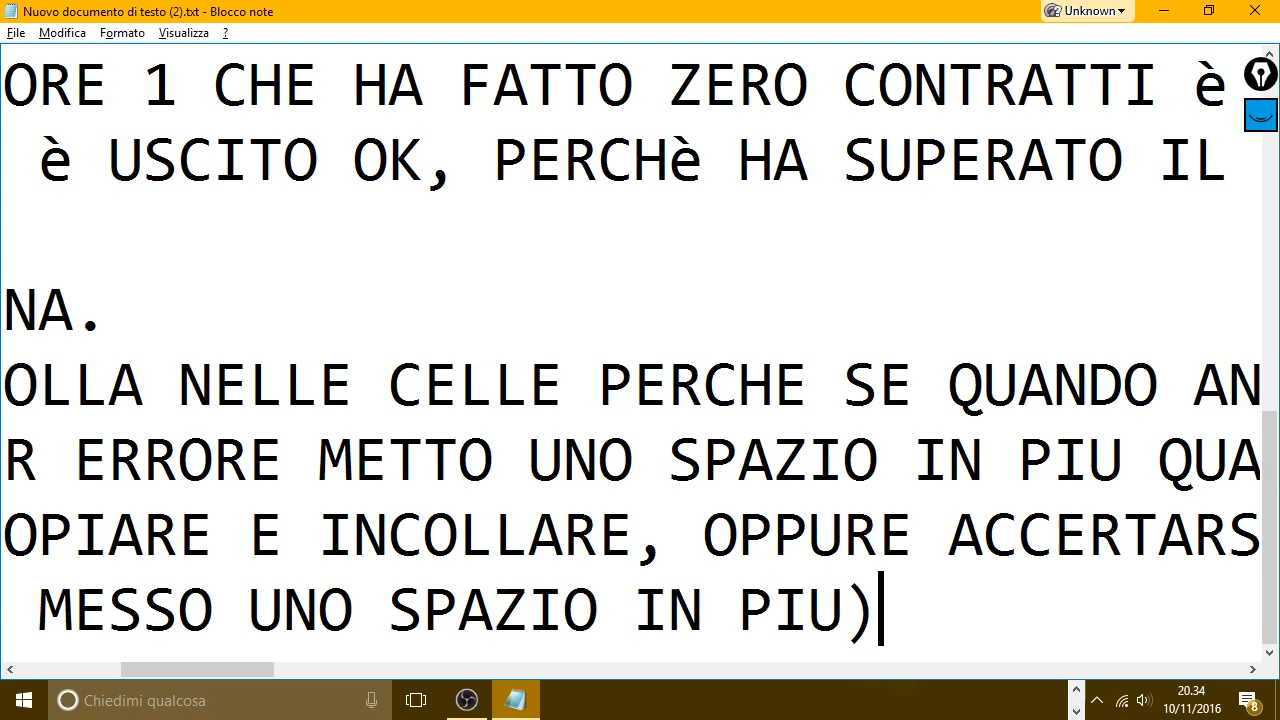 Nuovo documento di testo (2).txt - Blocco note
Unknown
File Modifica Formato Visualizza ?
ORE 1 CHE HA FATTO ZERO CONTRATTI è
è USCITO OK, PERCHè HA SUPERATO IL
NA.
OLLA NELLE CELLE PERCHE SE QUANDO AN
R ERRORE METTO UNO SPAZIO IN PIU QUA
OPIARE E INCOLLARE, OPPURE ACCERTARS
MESSO UNO SPAZIO IN PIU)
Chiedimi qualcosa
20.34
10/11/2016
8